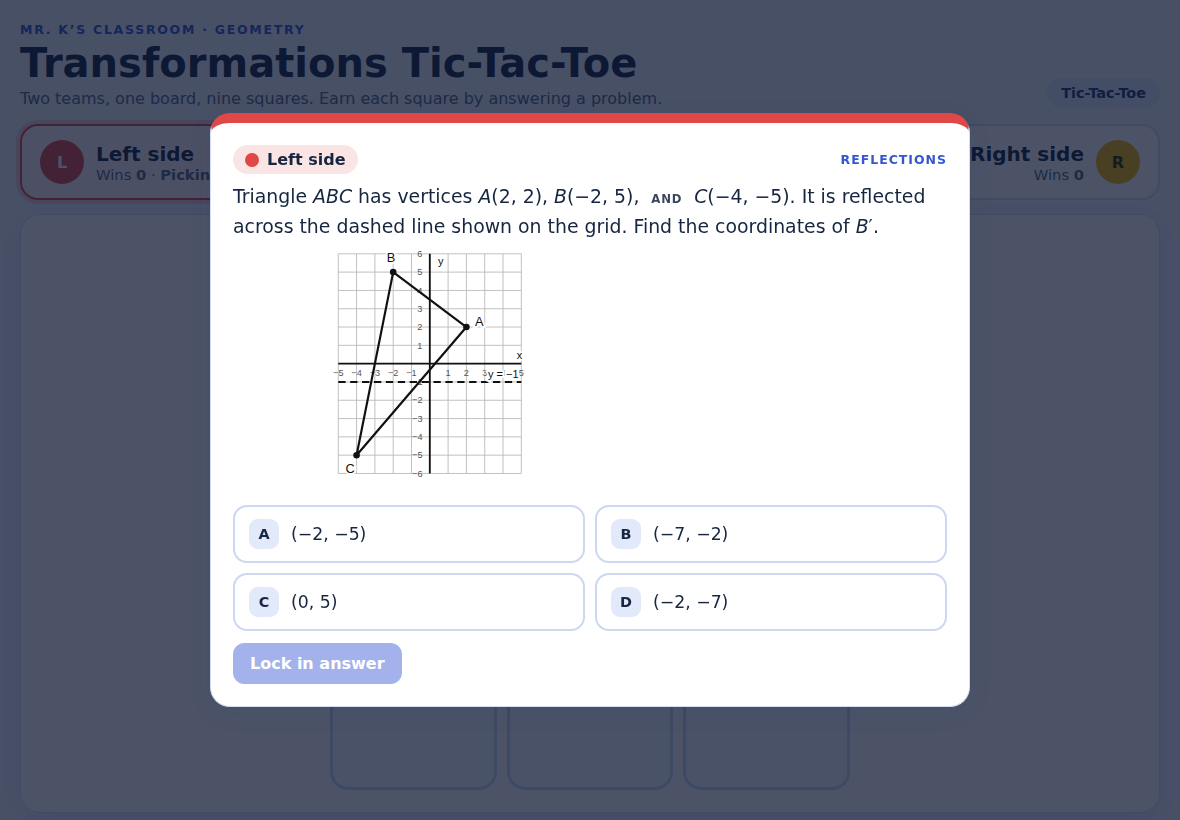 MR. K’S CLASSROOM · GEOMETRY
Transformations Tic-Tac-Toe
Two teams, one board, nine squares. Earn each square by answering a problem.
Tic-Tac-Toe
L
Left side
Wins 0 · Pickin
Right side
Wins 0
R
Left side
REFLECTIONS
Triangle ABC has vertices A(2, 2), B(−2, 5), AND C(−4, −5). It is reflected
across the dashed line shown on the grid. Find the coordinates of B′.
B
6
y
5
4
3
2
A
1
x
−5 −4 −3 −2 −1 1 2 3 y = −1 5
−1
−2
−3
−4
−5
C
−6
A
(−2, −5)
B
(−7, −2)
C
(0, 5)
D
(−2, −7)
Lock in answer